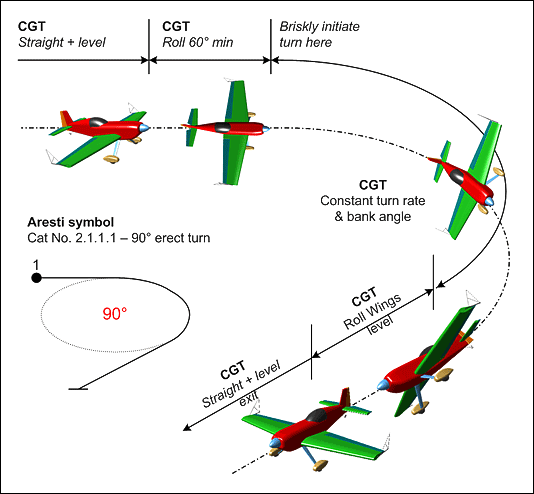 CGT
Straight + level
CGT
Roll 60° min
Briskly initiate
turn here
CGT
Constant turn rate
& bank angle
Aresti symbol
Cat No. 2.1.1.1 – 90° erect turn
1
90°
CGT
Roll Wings
level
CGT
Straight + level
exit